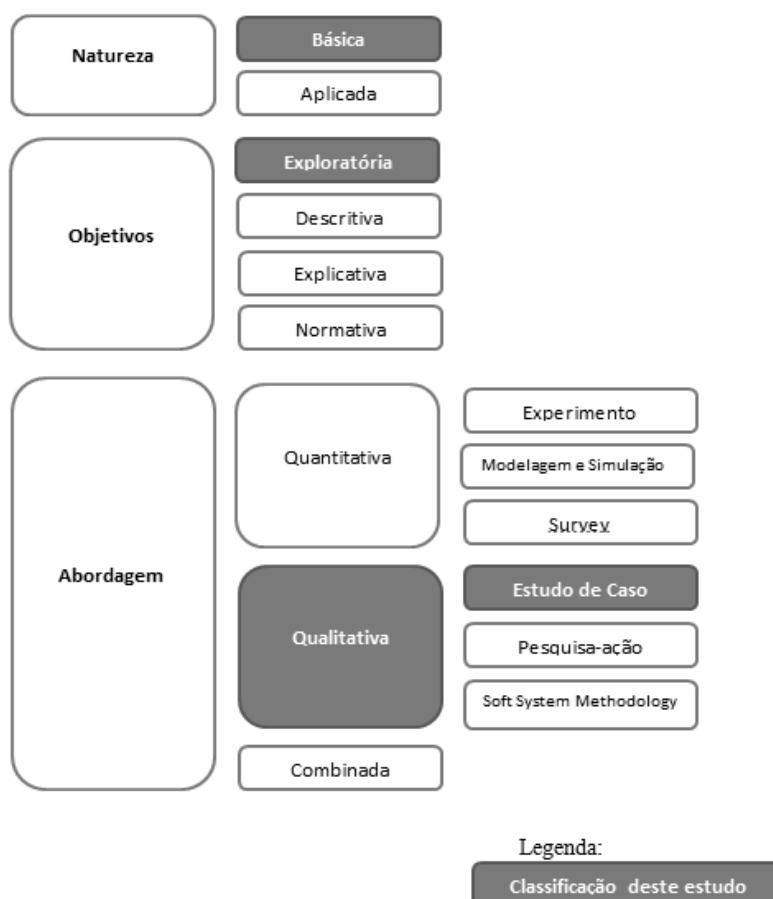 Natureza
Básica
Aplicada
Objetivos
Exploratória
Descritiva
Explicativa
Normativa
Abordagem
Quantitativa
Experimento
Modelagem e Simulação
Survey
Qualitativa
Estudo de Caso
Pesquisa-ação
Soft System Methodology
Combinada
Legenda:
Classificação deste estudo